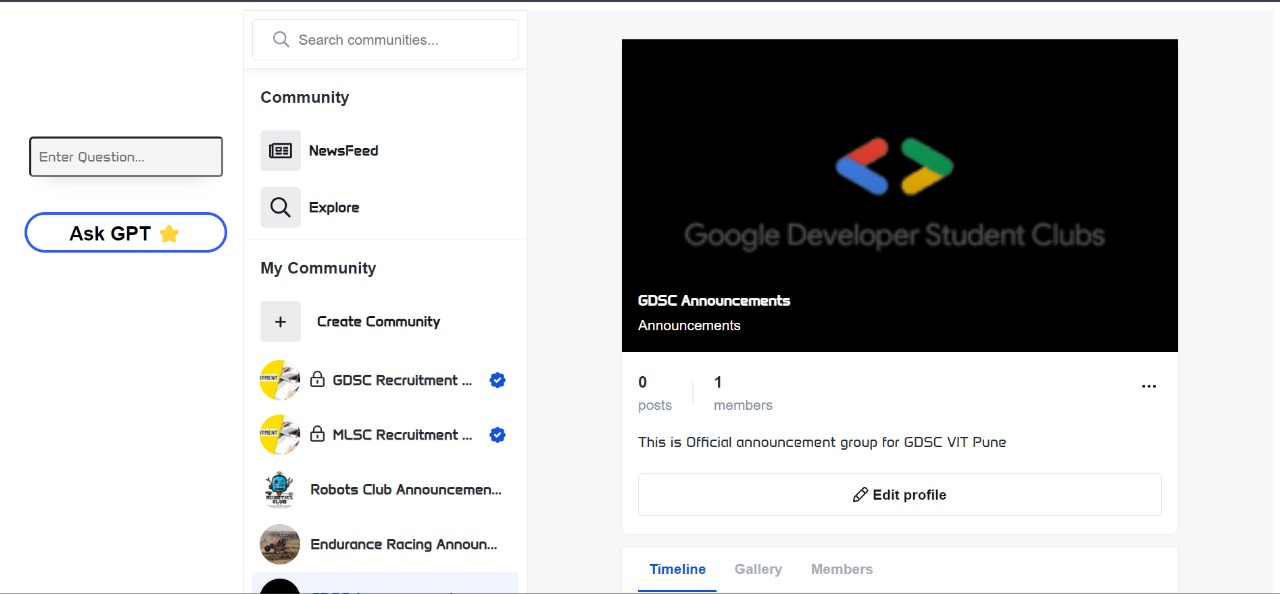 Enter Question...
Ask GPT
Search communities...
Community
NewsFeed
Explore
My Community
Create Community
GDSC Recruitment ...
MLSC Recruitment ...
Robots Club Announcemen...
Endurance Racing Announ...
Google Developer Student Clubs
GDSC Announcements
Announcements
0
posts
1
members
This is Official announcement group for GDSC VIT Pune
Edit profile
Timeline
Gallery
Members